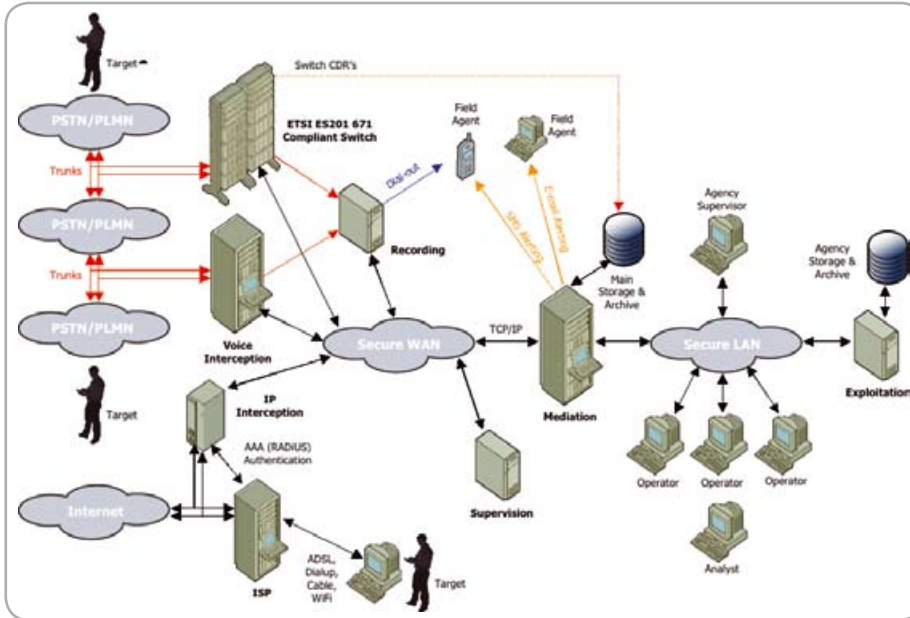 Target
PSTN/PLMN
Switch CDR's
ETSI ES201 671
Compliant Switch
Field
Agent
Field
Agent
Trunks
Dial-out
SMS Alerting
E-mail Alerting
Agency
Supervisor
PSTN/PLMN
Recording
Main
Storage &
Archive
Agency
Storage &
Archive
Trunks
PSTN/PLMN
Voice
Interception
Secure WAN
TCP/IP
Mediation
Secure LAN
Exploitation
Target
IP
Interception
AAA (RADiUS)
Authentication
Operator
Operator
Operator
Internet
Supervision
ISP
ADSL,
Dialup,
Cable,
WiFi
Target
Analyst